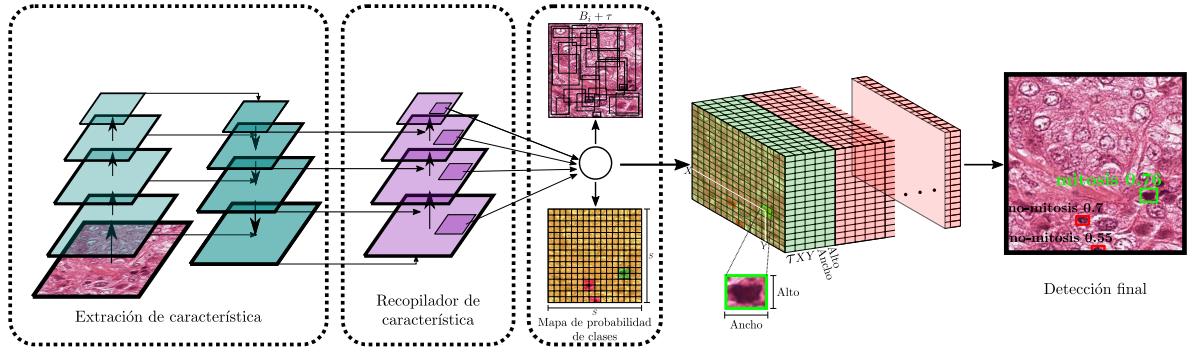 Extración de característica
Recopilador de
característica
B_i + τ
s
s
Mapa de probabilidad
de clases
X
Y
τ X Y
Ancho
Alto
Alto
Ancho
mitosis 0.76
no-mitosis 0.7
no-mitosis 0.55
Detección final